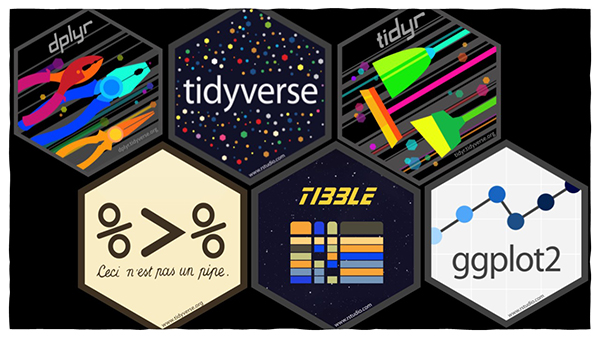 dplyr
dplyr.tidyverse.org
tidyverse
www.rstudio.com
tidyr
tidyr.tidyverse.org
%>%
Ceci n'est pas un pipe.
www.tidyverse.org
TIBBLE
www.rstudio.com
ggplot2
www.rstudio.com